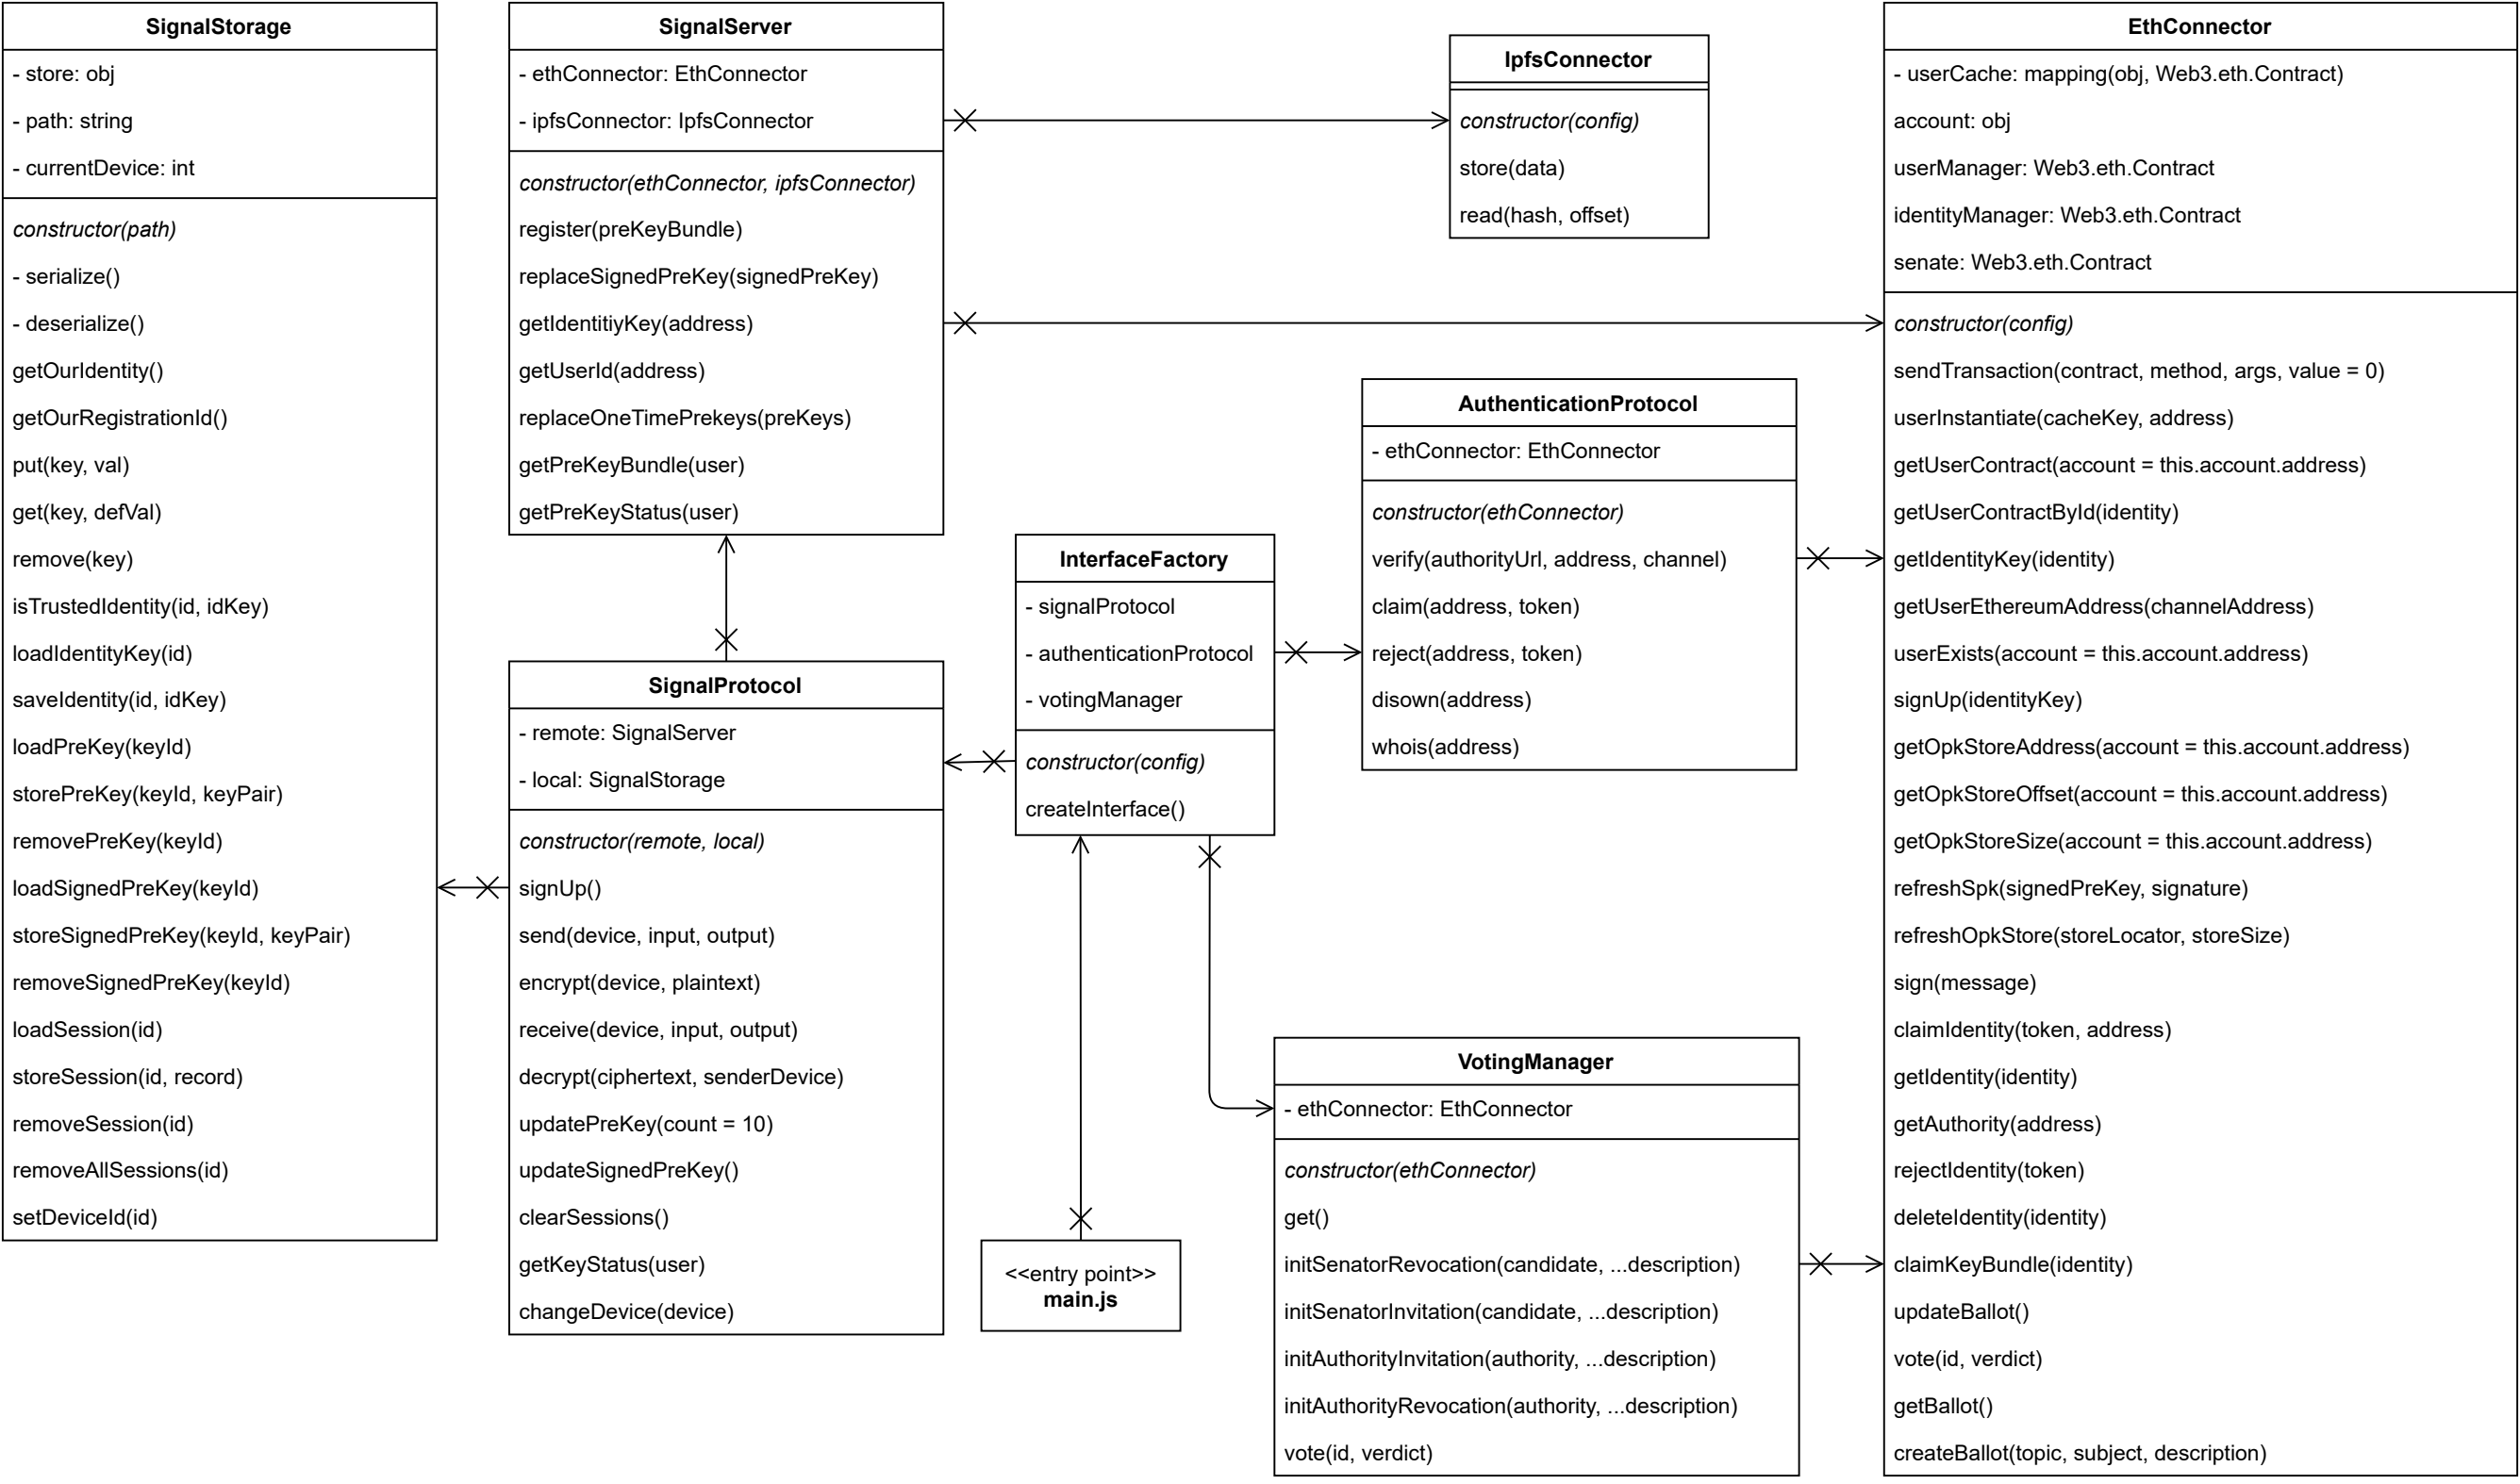 SignalStorage
- store: obj
- path: string
- currentDevice: int
constructor(path)
- serialize()
- deserialize()
getOurIdentity()
getOurRegistrationId()
put(key, val)
get(key, defVal)
remove(key)
isTrustedIdentity(id, idKey)
loadIdentityKey(id)
saveIdentity(id, idKey)
loadPreKey(keyId)
storePreKey(keyId, keyPair)
removePreKey(keyId)
loadSignedPreKey(keyId)
storeSignedPreKey(keyId, keyPair)
removeSignedPreKey(keyId)
loadSession(id)
storeSession(id, record)
removeSession(id)
removeAllSessions(id)
setDeviceId(id)
SignalServer
- ethConnector: EthConnector
- ipfsConnector: IpfsConnector
constructor(ethConnector, ipfsConnector)
register(preKeyBundle)
replaceSignedPreKey(signedPreKey)
getIdentitiyKey(address)
getUserId(address)
replaceOneTimePrekeys(preKeys)
getPreKeyBundle(user)
getPreKeyStatus(user)
SignalProtocol
- remote: SignalServer
- local: SignalStorage
constructor(remote, local)
signUp()
send(device, input, output)
encrypt(device, plaintext)
receive(device, input, output)
decrypt(ciphertext, senderDevice)
updatePreKey(count = 10)
updateSignedPreKey()
clearSessions()
getKeyStatus(user)
changeDevice(device)
InterfaceFactory
- signalProtocol
- authenticationProtocol
- votingManager
constructor(config)
createInterface()
<<entry point>>
main.js
IpfsConnector
constructor(config)
store(data)
read(hash, offset)
AuthenticationProtocol
- ethConnector: EthConnector
constructor(ethConnector)
verify(authorityUrl, address, channel)
claim(address, token)
reject(address, token)
disown(address)
whois(address)
VotingManager
- ethConnector: EthConnector
constructor(ethConnector)
get()
initSenatorRevocation(candidate, ...description)
initSenatorInvitation(candidate, ...description)
initAuthorityInvitation(authority, ...description)
initAuthorityRevocation(authority, ...description)
vote(id, verdict)
EthConnector
- userCache: mapping(obj, Web3.eth.Contract)
account: obj
userManager: Web3.eth.Contract
identityManager: Web3.eth.Contract
senate: Web3.eth.Contract
constructor(config)
sendTransaction(contract, method, args, value = 0)
userInstantiate(cacheKey, address)
getUserContract(account = this.account.address)
getUserContractById(identity)
getIdentityKey(identity)
getUserEthereumAddress(channelAddress)
userExists(account = this.account.address)
signUp(identityKey)
getOpkStoreAddress(account = this.account.address)
getOpkStoreOffset(account = this.account.address)
getOpkStoreSize(account = this.account.address)
refreshSpk(signedPreKey, signature)
refreshOpkStore(storeLocator, storeSize)
sign(message)
claimIdentity(token, address)
getIdentity(identity)
getAuthority(address)
rejectIdentity(token)
deleteIdentity(identity)
claimKeyBundle(identity)
updateBallot()
vote(id, verdict)
getBallot()
createBallot(topic, subject, description)